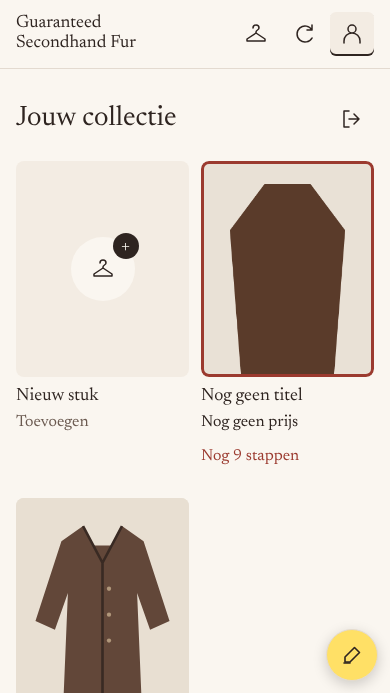 Guaranteed
Secondhand Fur
Jouw collectie
Nieuw stuk
Toevoegen
Nog geen titel
Nog geen prijs
Nog 9 stappen